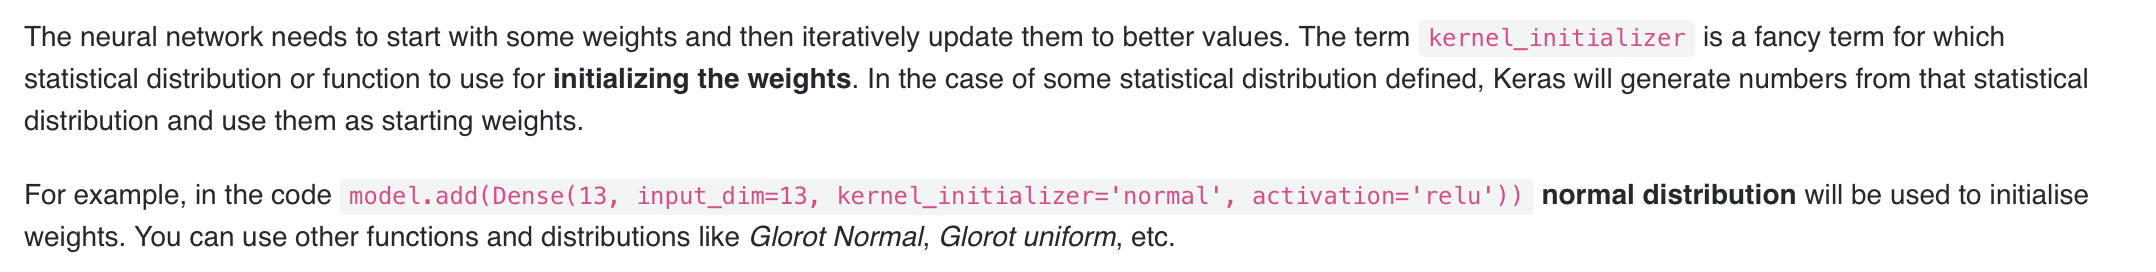 The neural network needs to start with some weights and then iteratively update them to better values. The term kernel_initializer is a fancy term for which
statistical distribution or function to use for initializing the weights. In the case of some statistical distribution defined, Keras will generate numbers from that statistical
distribution and use them as starting weights.
For example, in the code model.add(Dense(13, input_dim=13, kernel_initializer='normal', activation='relu')) normal distribution will be used to initialise
weights. You can use other functions and distributions like Glorot Normal, Glorot uniform, etc.